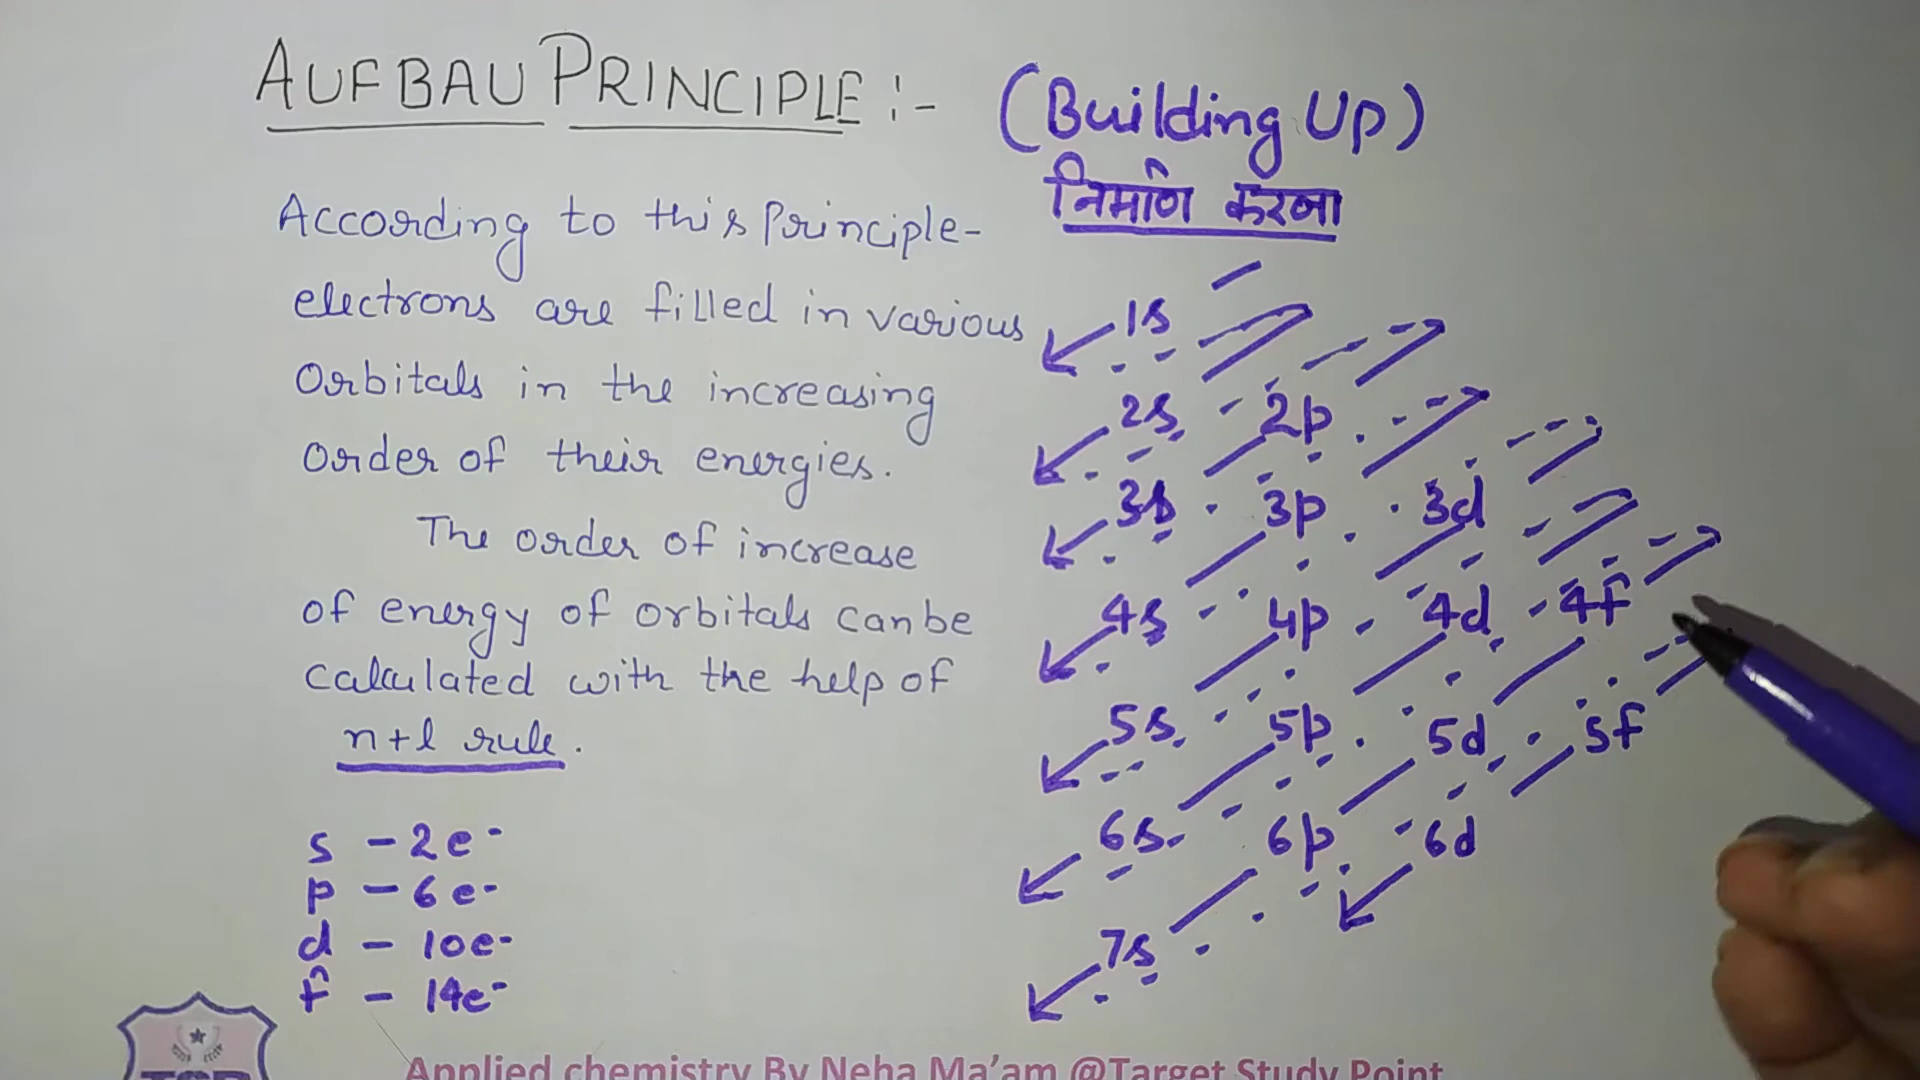 AUFBAU PRINCIPLE :- (Building Up)
निर्माण करना
According to this Principle-
electrons are filled in various
Orbitals in the increasing
Order of their energies.
The order of increase
of energy of orbitals can be
calculated with the help of
n+l rule.
s - 2e-
p - 6e-
d - 10e-
f - 14e-
1s
2s 2p
3s 3p 3d
4s 4p 4d 4f
5s 5p 5d 5f
6s 6p 6d
7s
TSP
Applied chemistry By Neha Ma'am @Target Study Point